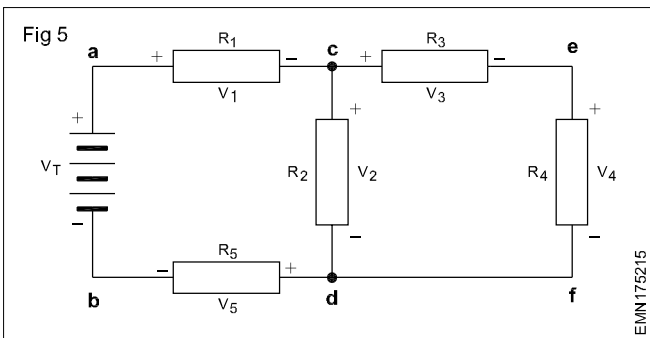 Fig 5
a
+ R1 –
V1
c
+ R3 –
V3
e
+
VT
–
+
R2 V2
–
+
R4 V4
–
b
– R5 +
V5
d
f
EMN175215